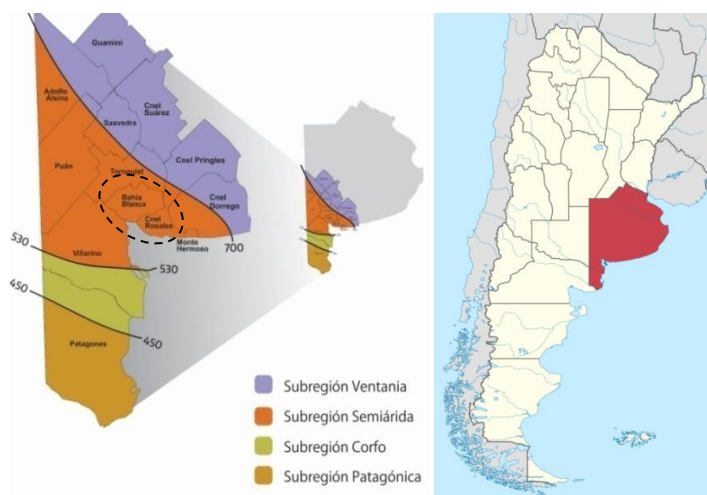 Guaminí
Adolfo
Alsina
Cnel
Suárez
Saavedra
Puán
Cnel Pringles
Tornquist
Bahía
Blanca
Cnel
Dorrego
Cnel
Rosales
Monte
Hermoso
700
530
Villarino
530
450
450
Patagones
Subregión Ventania
Subregión Semiárida
Subregión Corfo
Subregión Patagónica